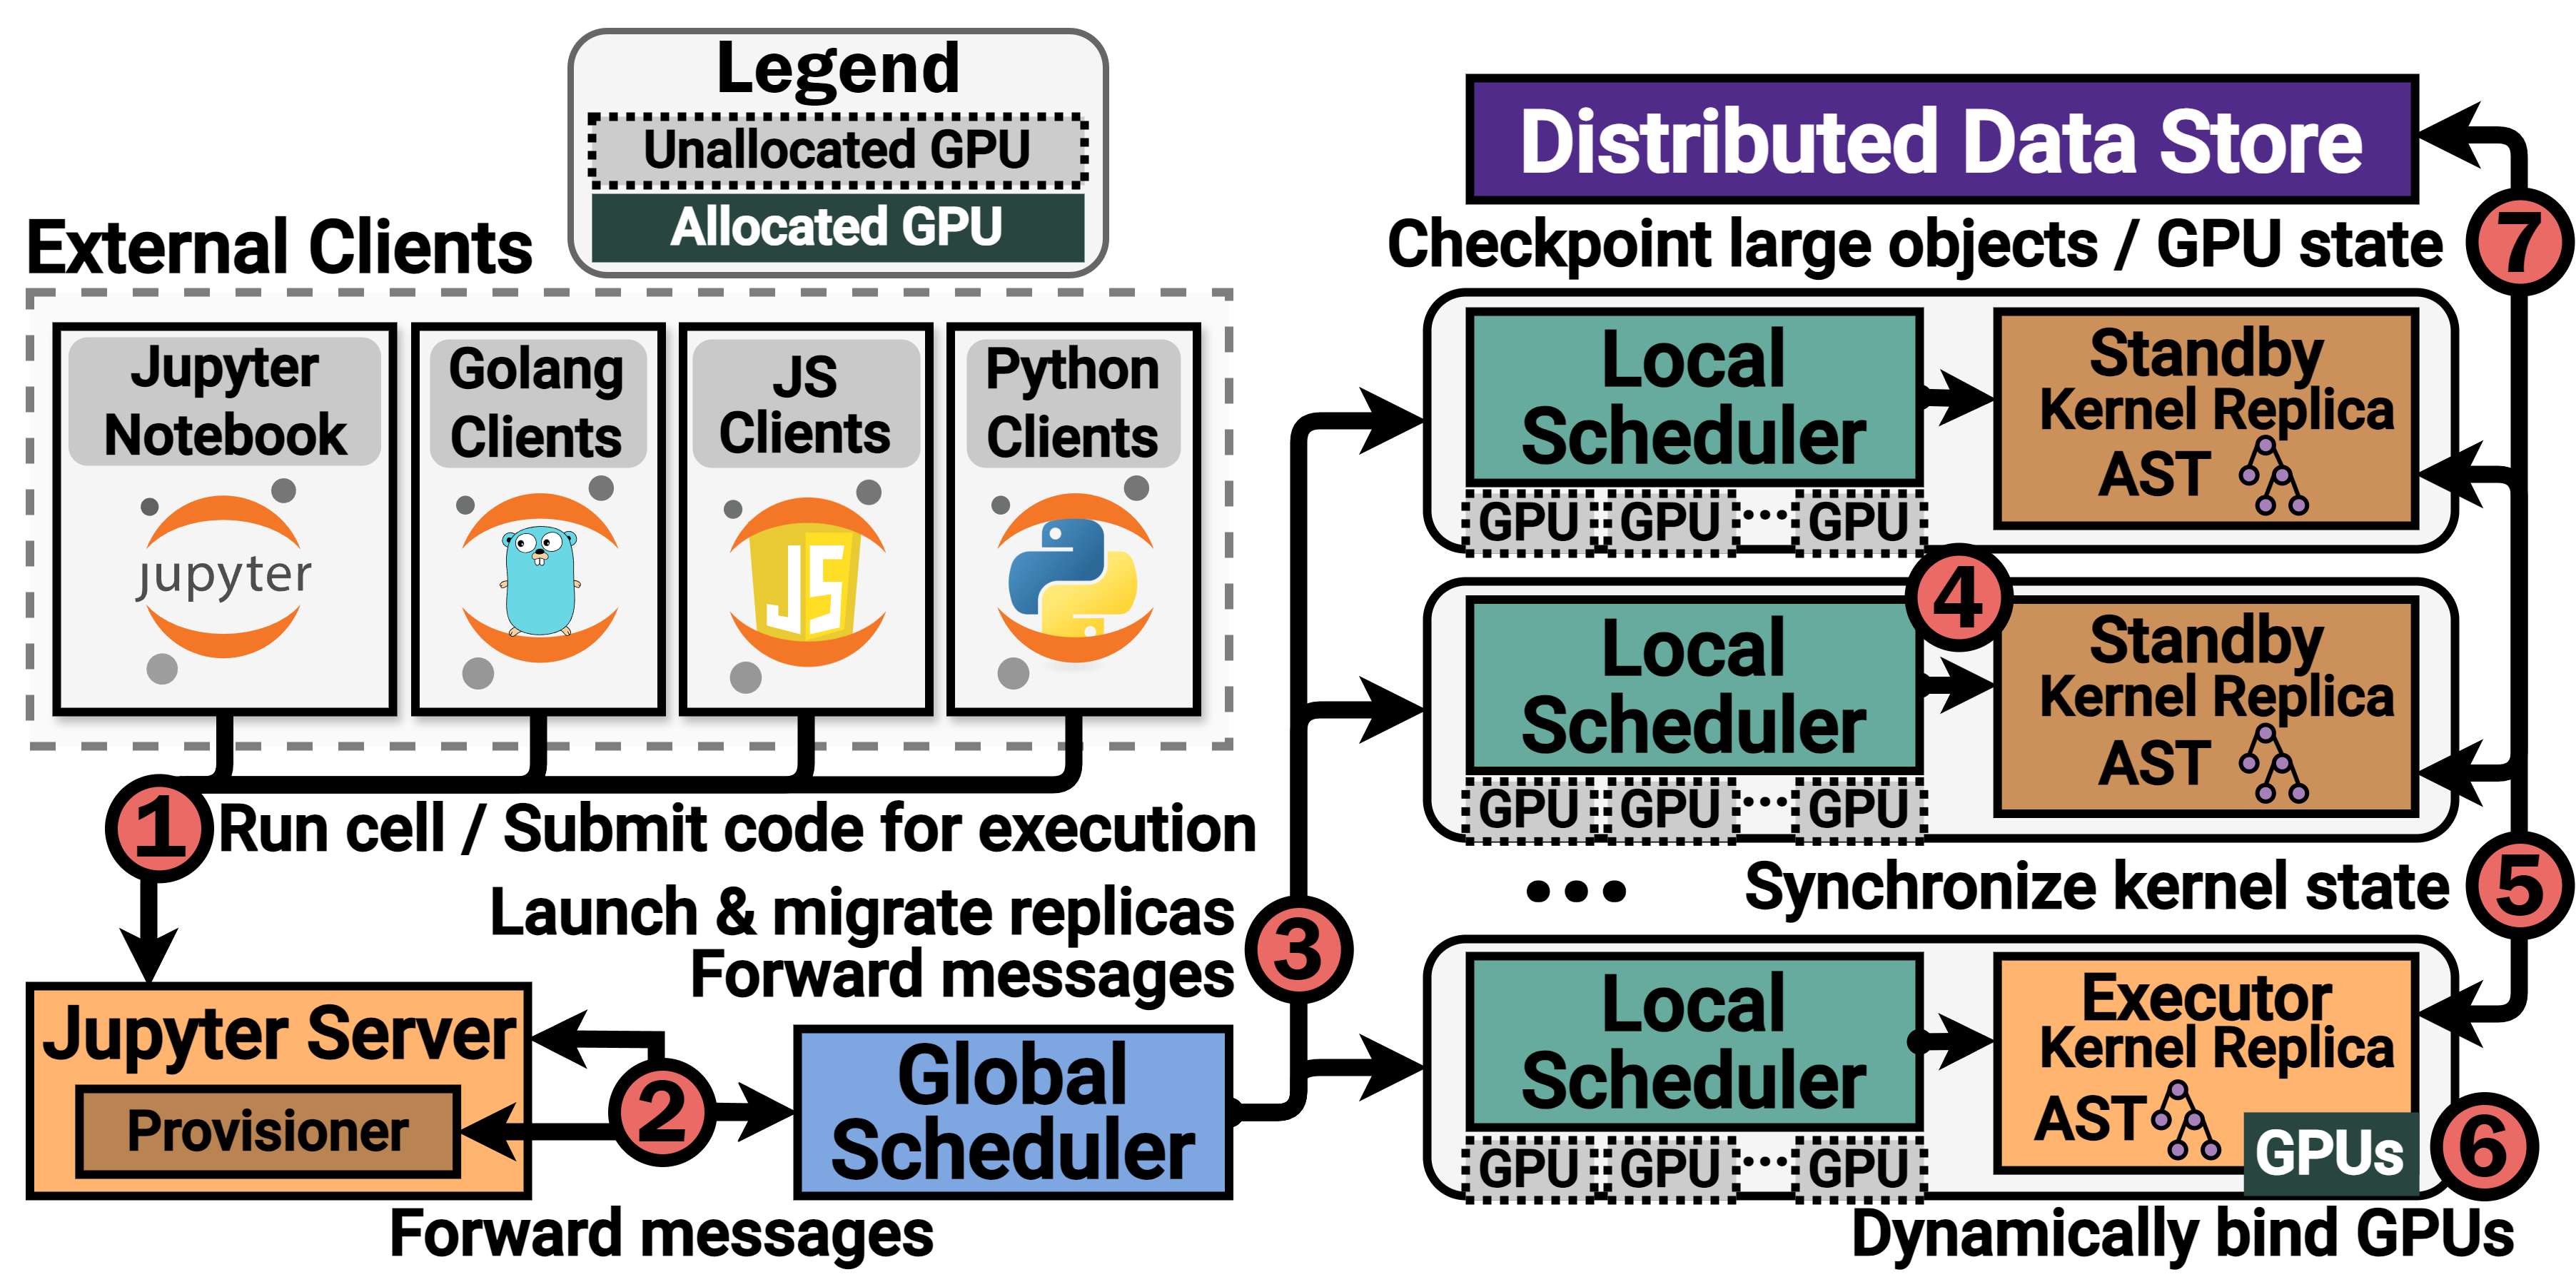 Legend
Unallocated GPU
Allocated GPU
External Clients
Jupyter
Notebook
jupyter
Golang
Clients
JS
Clients
JS
Python
Clients
1
Run cell / Submit code for execution
Jupyter Server
Provisioner
2
Forward messages
Global
Scheduler
Launch & migrate replicas
Forward messages
3
Distributed Data Store
Checkpoint large objects / GPU state
7
Local
Scheduler
GPU GPU ... GPU
Standby
Kernel Replica
AST
4
Local
Scheduler
GPU GPU ... GPU
Standby
Kernel Replica
AST
...
Synchronize kernel state
5
Local
Scheduler
GPU GPU ... GPU
Executor
Kernel Replica
AST
GPUs
6
Dynamically bind GPUs